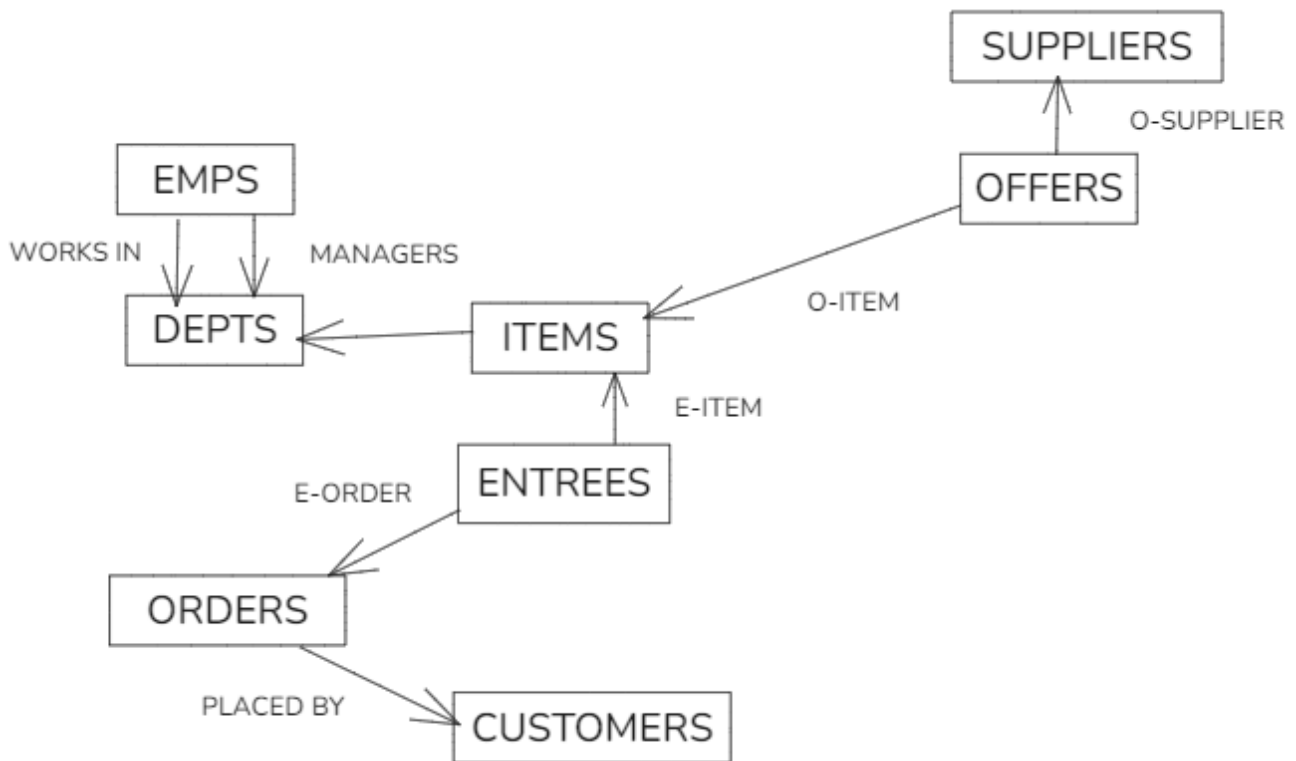 SUPPLIERS
O-SUPPLIER
EMPS
OFFERS
WORKS IN
MANAGERS
O-ITEM
DEPTS
ITEMS
E-ITEM
ENTREES
E-ORDER
ORDERS
PLACED BY
CUSTOMERS